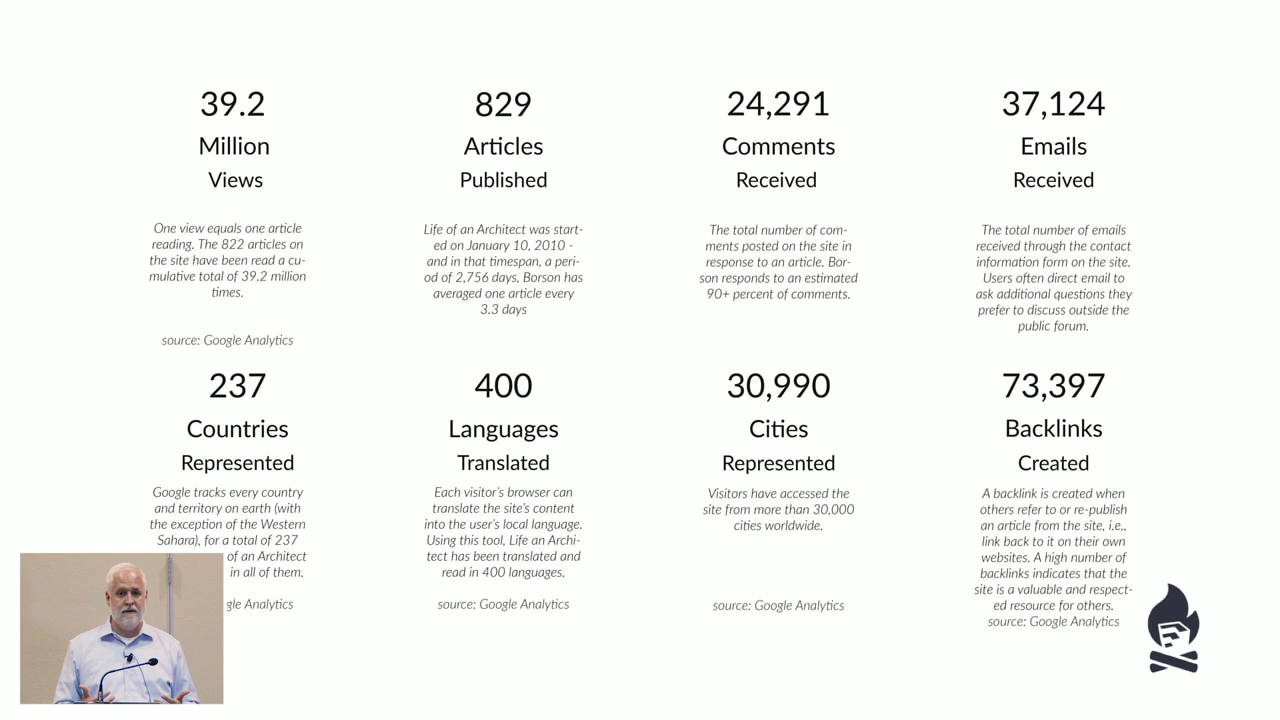 39.2
Million
Views
One view equals one article
reading. The 822 articles on
the site have been read a cu-
mulative total of 39.2 million
times.
source: Google Analytics
829
Articles
Published
Life of an Architect was start-
ed on January 10, 2010 -
and in that timespan, a peri-
od of 2,756 days, Borson has
averaged one article every
3.3 days
24,291
Comments
Received
The total number of com-
ments posted on the site in
response to an article. Bor-
son responds to an estimated
90+ percent of comments.
37,124
Emails
Received
The total number of emails
received through the contact
information form on the site.
Users often direct email to
ask additional questions they
prefer to discuss outside the
public forum.
237
Countries
Represented
Google tracks every country
and territory on earth (with
the exception of the Western
Sahara), for a total of 237
of an Architect
in all of them.
gle Analytics
400
Languages
Translated
Each visitor's browser can
translate the site's content
into the user's local language.
Using this tool, Life an Archi-
tect has been translated and
read in 400 languages.
source: Google Analytics
30,990
Cities
Represented
Visitors have accessed the
site from more than 30,000
cities worldwide.
source: Google Analytics
73,397
Backlinks
Created
A backlink is created when
others refer to or re-publish
an article from the site, i.e.,
link back to it on their own
websites. A high number of
backlinks indicates that the
site is a valuable and respect-
ed resource for others.
source: Google Analytics